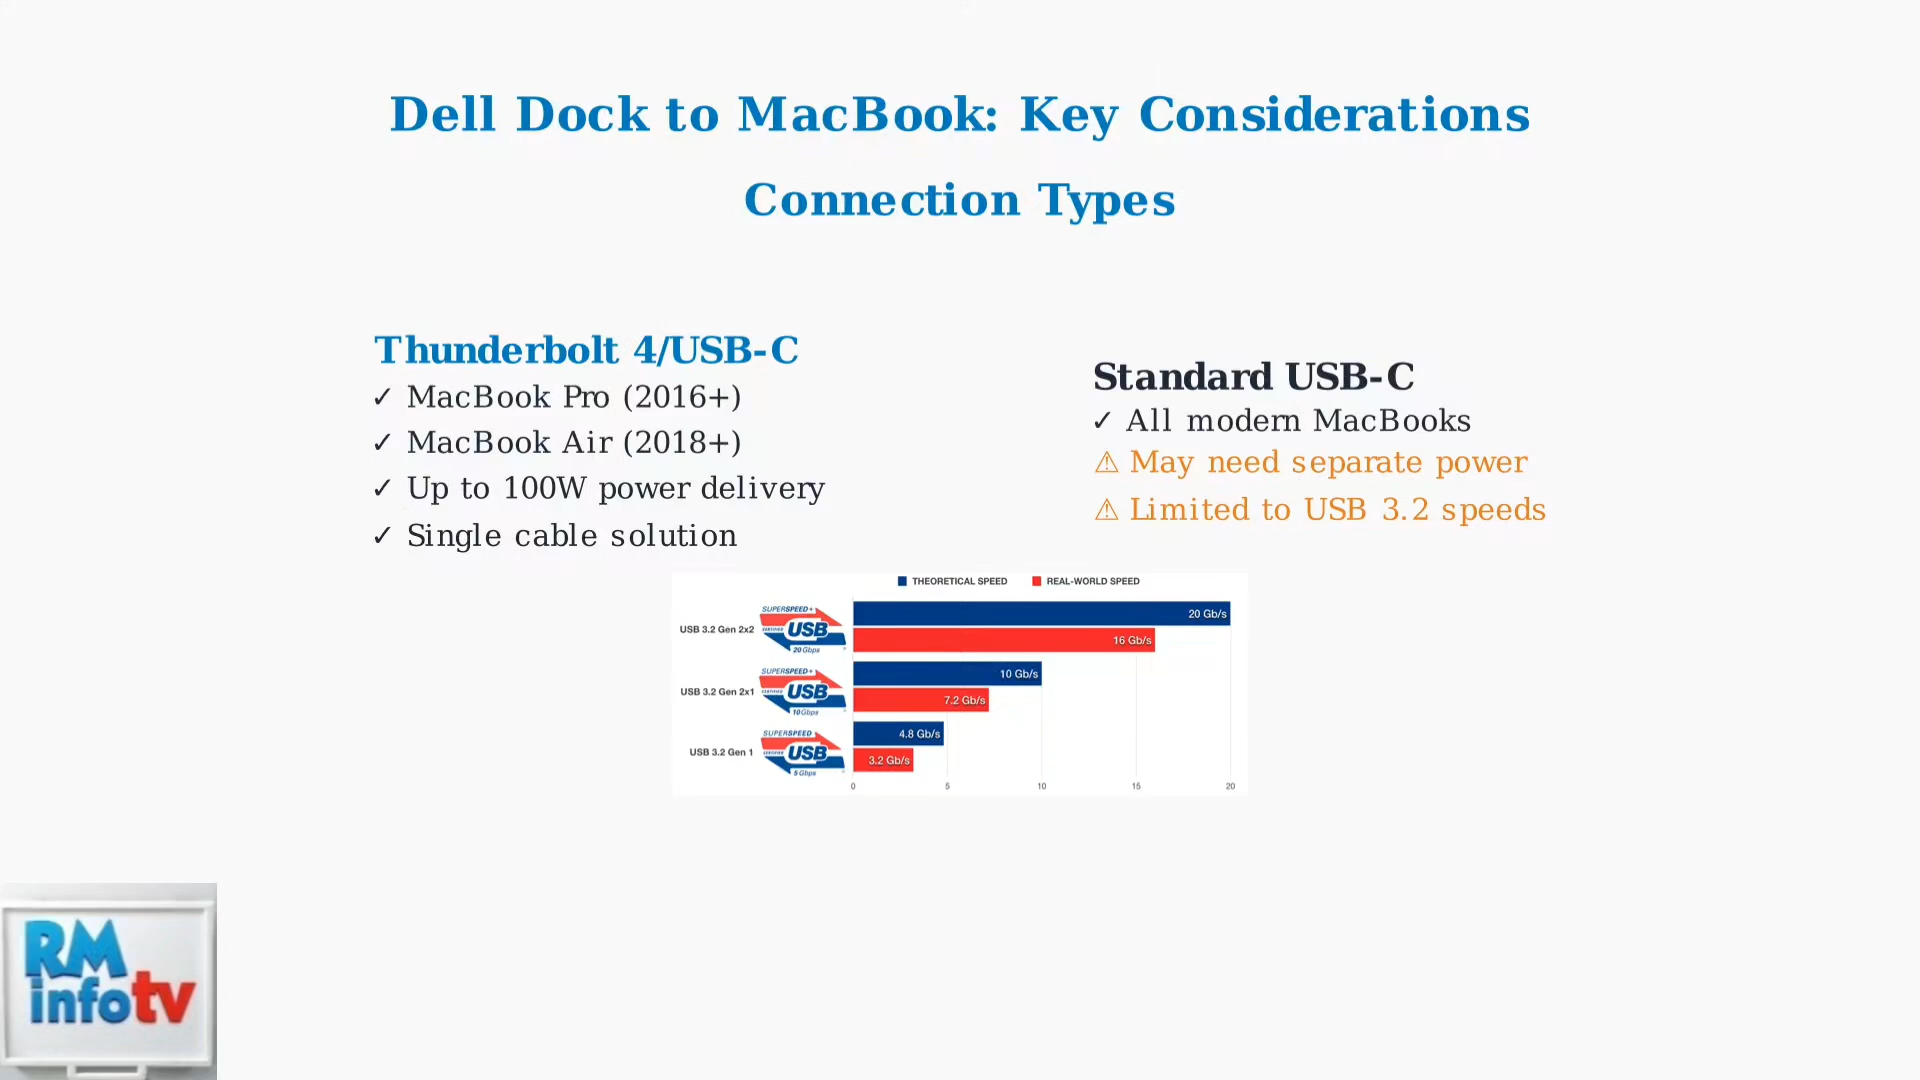 Dell Dock to MacBook: Key Considerations
Connection Types
Thunderbolt 4/USB-C
✓ MacBook Pro (2016+)
✓ MacBook Air (2018+)
✓ Up to 100W power delivery
✓ Single cable solution
Standard USB-C
✓ All modern MacBooks
⚠ May need separate power
⚠ Limited to USB 3.2 speeds
THEORETICAL SPEED REAL-WORLD SPEED
USB 3.2 Gen 2x2
SUPERSPEED+
CERTIFIED USB
20Gbps
20 Gb/s
16 Gb/s
USB 3.2 Gen 2x1
SUPERSPEED+
CERTIFIED USB
10Gbps
10 Gb/s
7.2 Gb/s
USB 3.2 Gen 1
SUPERSPEED
CERTIFIED USB
5Gbps
4.8 Gb/s
3.2 Gb/s
0 5 10 15 20
RM
infotv